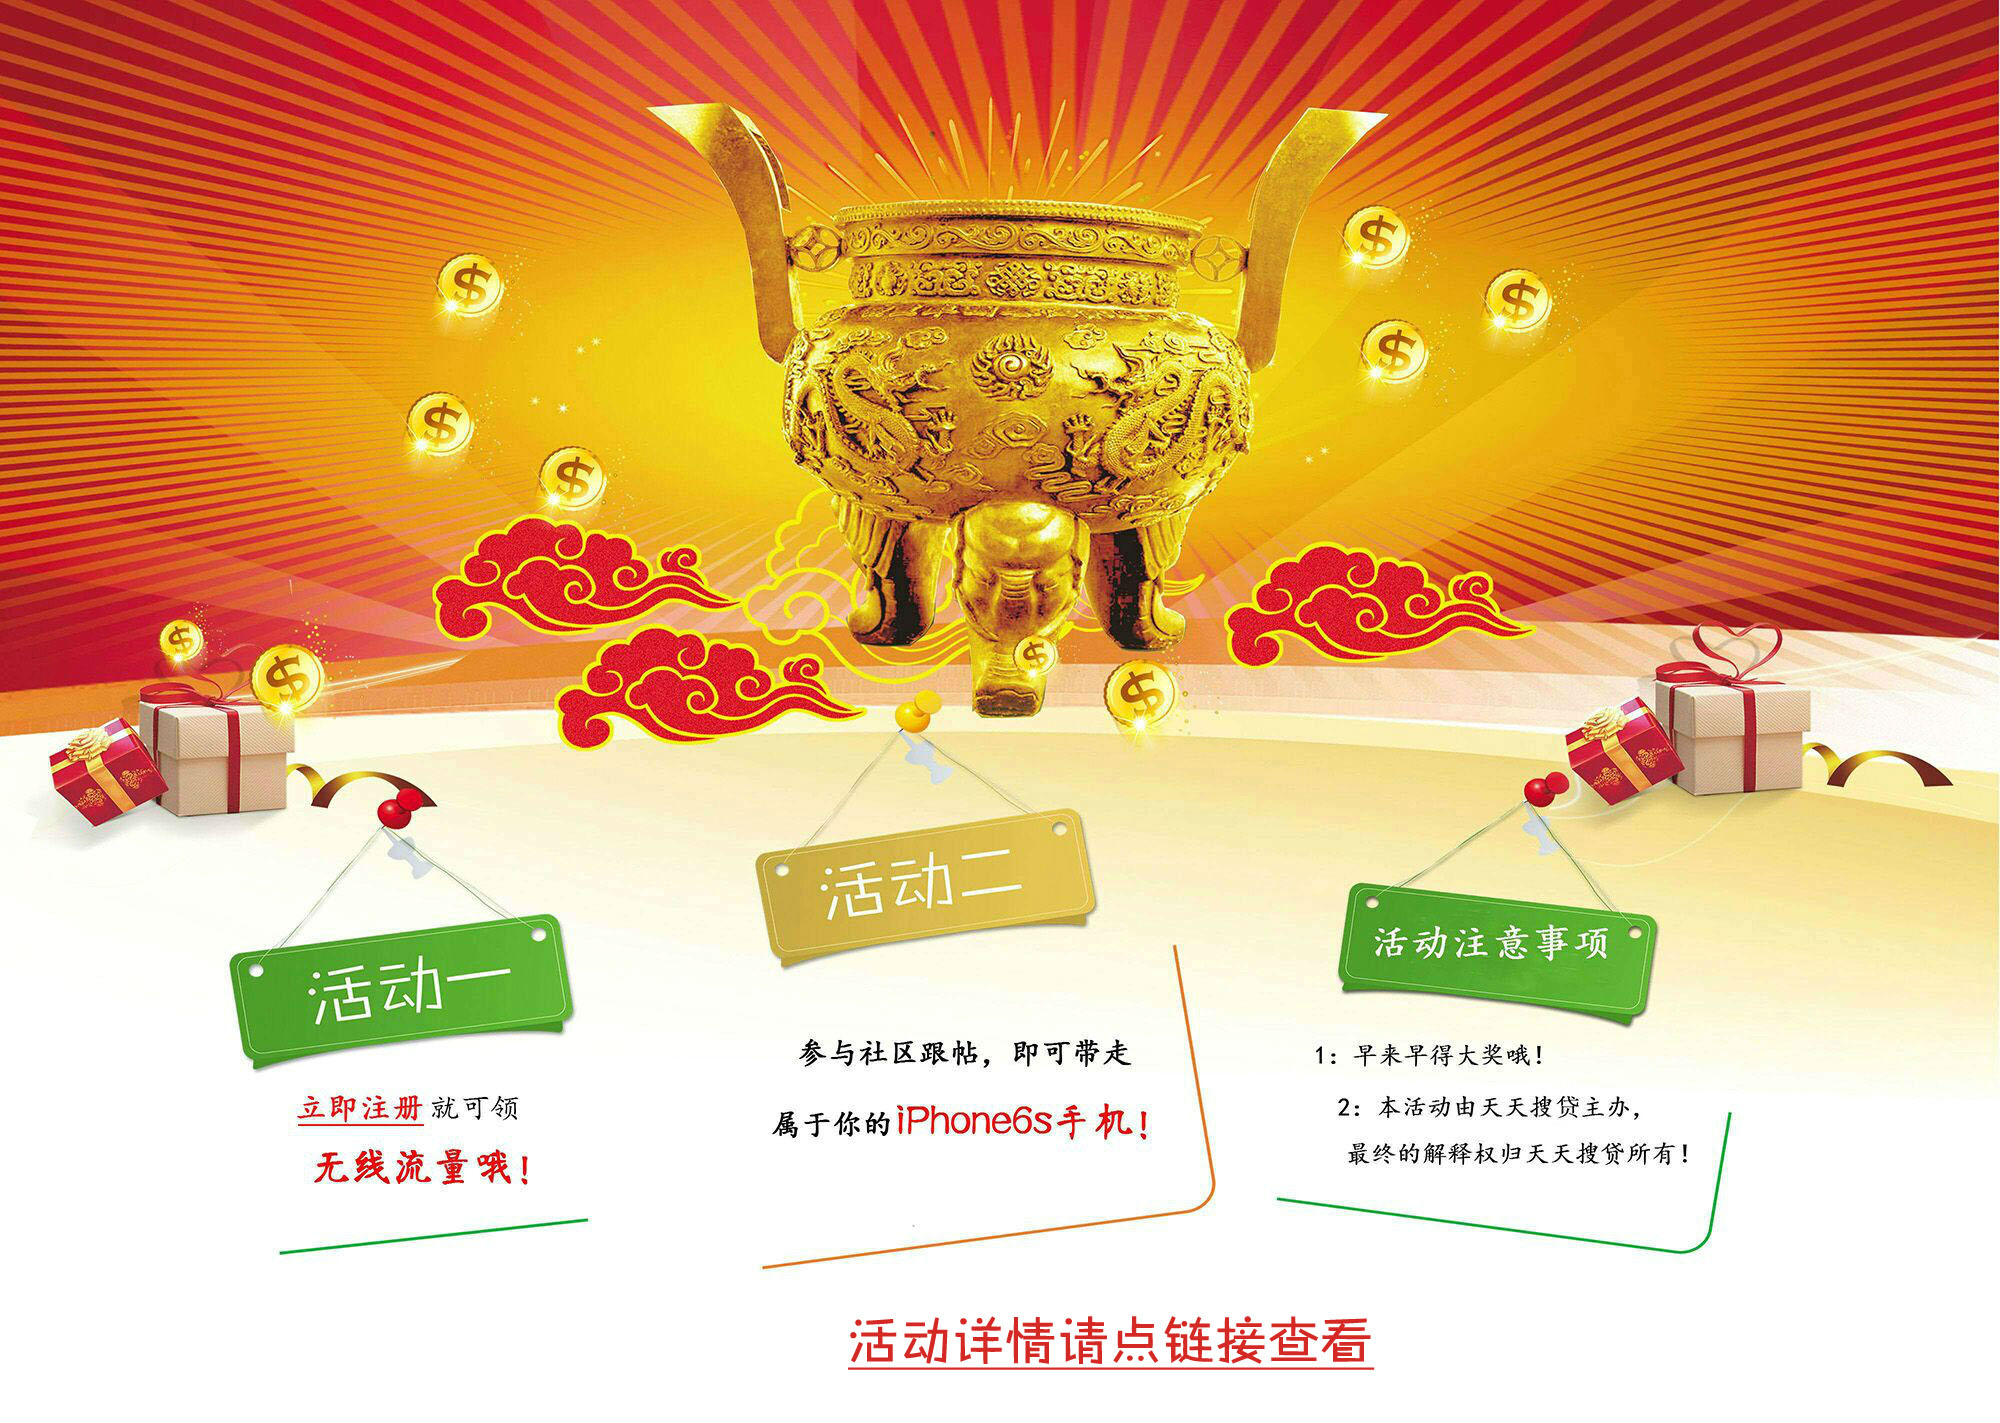 活动一
立即注册 就可领
无线流量哦!
活动二
参与社区跟帖，即可带走
属于你的iPhone6s手机!
活动注意事项
1: 早来早得大奖哦!
2: 本活动由天天搜贷主办,
最终的解释权归天天搜贷所有!
活动详情请点链接查看